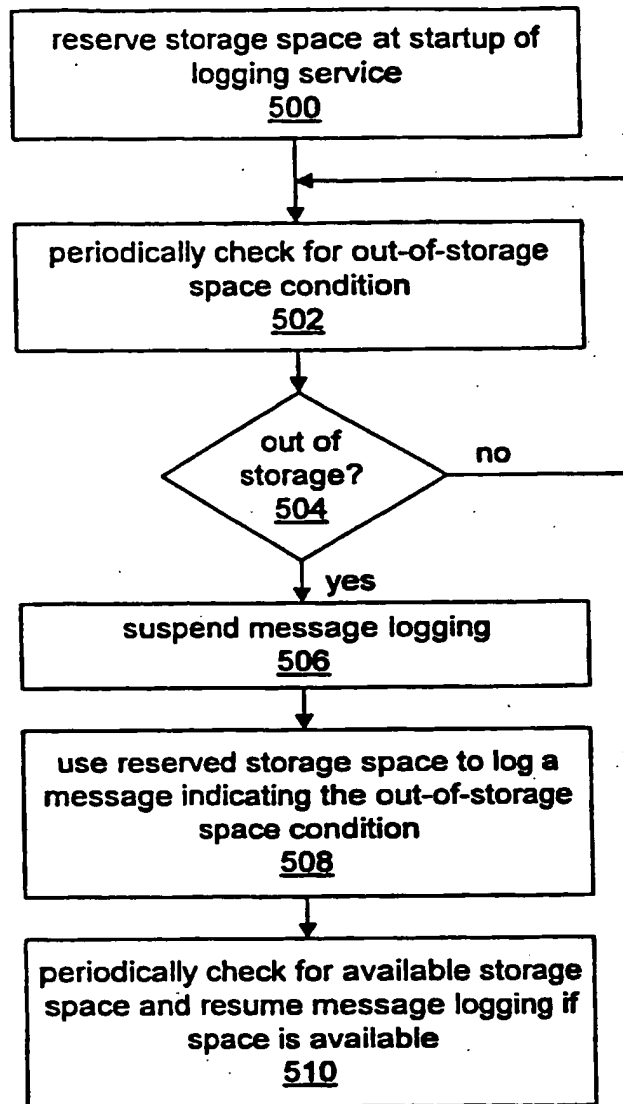 reserve storage space at startup of
logging service
500
periodically check for out-of-storage
space condition
502
out of
storage?
504
no
yes
suspend message logging
506
use reserved storage space to log a
message indicating the out-of-storage
space condition
508
periodically check for available storage
space and resume message logging if
space is available
510